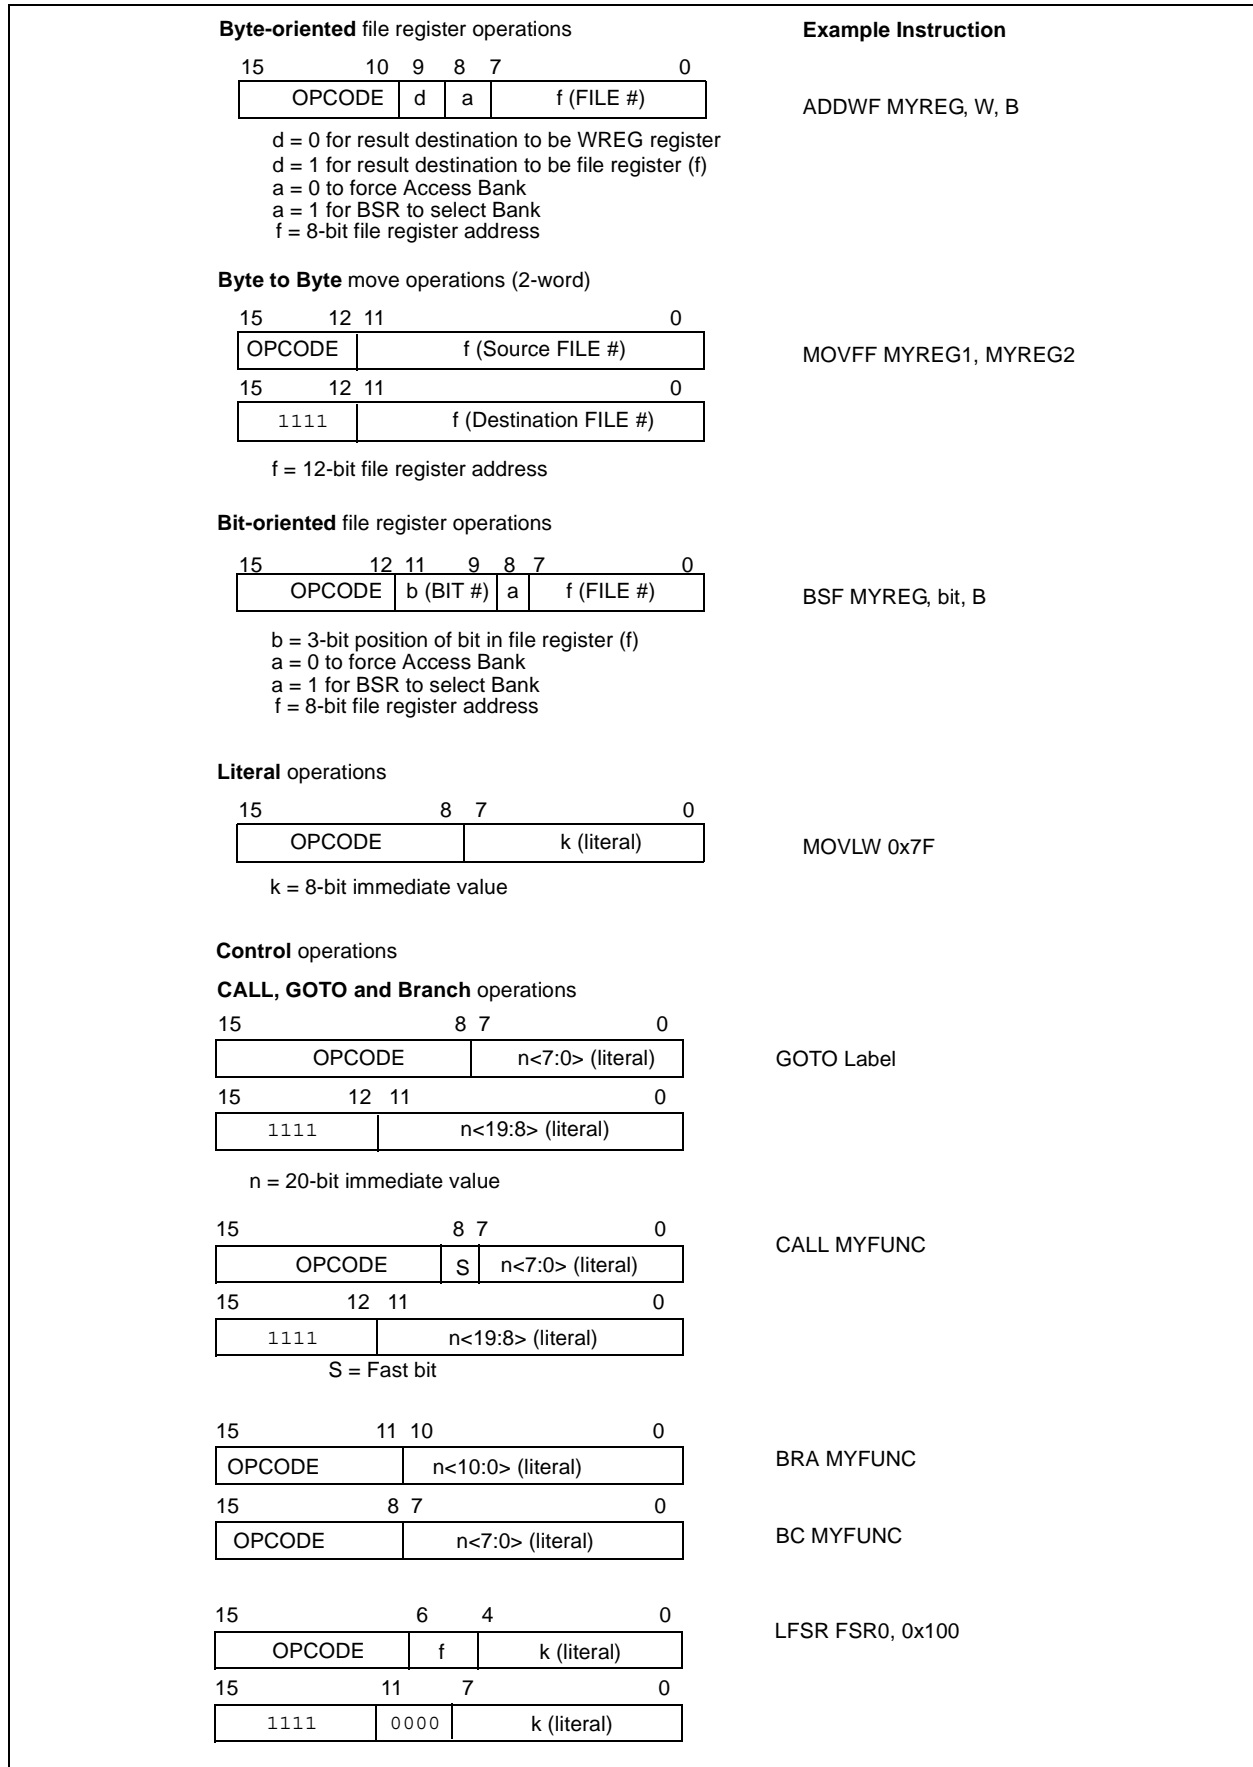 Byte-oriented file register operations Example Instruction
15 10 9 8 7 0
OPCODE d a f (FILE #) ADDWF MYREG, W, B
d = 0 for result destination to be WREG register
d = 1 for result destination to be file register (f)
a = 0 to force Access Bank
a = 1 for BSR to select Bank
f = 8-bit file register address
Byte to Byte move operations (2-word)
15 12 11 0
OPCODE f (Source FILE #) MOVFF MYREG1, MYREG2
15 12 11 0
1111 f (Destination FILE #)
f = 12-bit file register address
Bit-oriented file register operations
15 12 11 9 8 7 0
OPCODE b (BIT #) a f (FILE #) BSF MYREG, bit, B
b = 3-bit position of bit in file register (f)
a = 0 to force Access Bank
a = 1 for BSR to select Bank
f = 8-bit file register address
Literal operations
15 8 7 0
OPCODE k (literal) MOVLW 0x7F
k = 8-bit immediate value
Control operations
CALL, GOTO and Branch operations
15 8 7 0
OPCODE n<7:0> (literal) GOTO Label
15 12 11 0
1111 n<19:8> (literal)
n = 20-bit immediate value
15 8 7 0
OPCODE S n<7:0> (literal) CALL MYFUNC
15 12 11 0
1111 n<19:8> (literal)
S = Fast bit
15 11 10 0
OPCODE n<10:0> (literal) BRA MYFUNC
15 8 7 0
OPCODE n<7:0> (literal) BC MYFUNC
15 6 4 0
OPCODE f k (literal) LFSR FSR0, 0x100
15 11 7 0
1111 0000 k (literal)